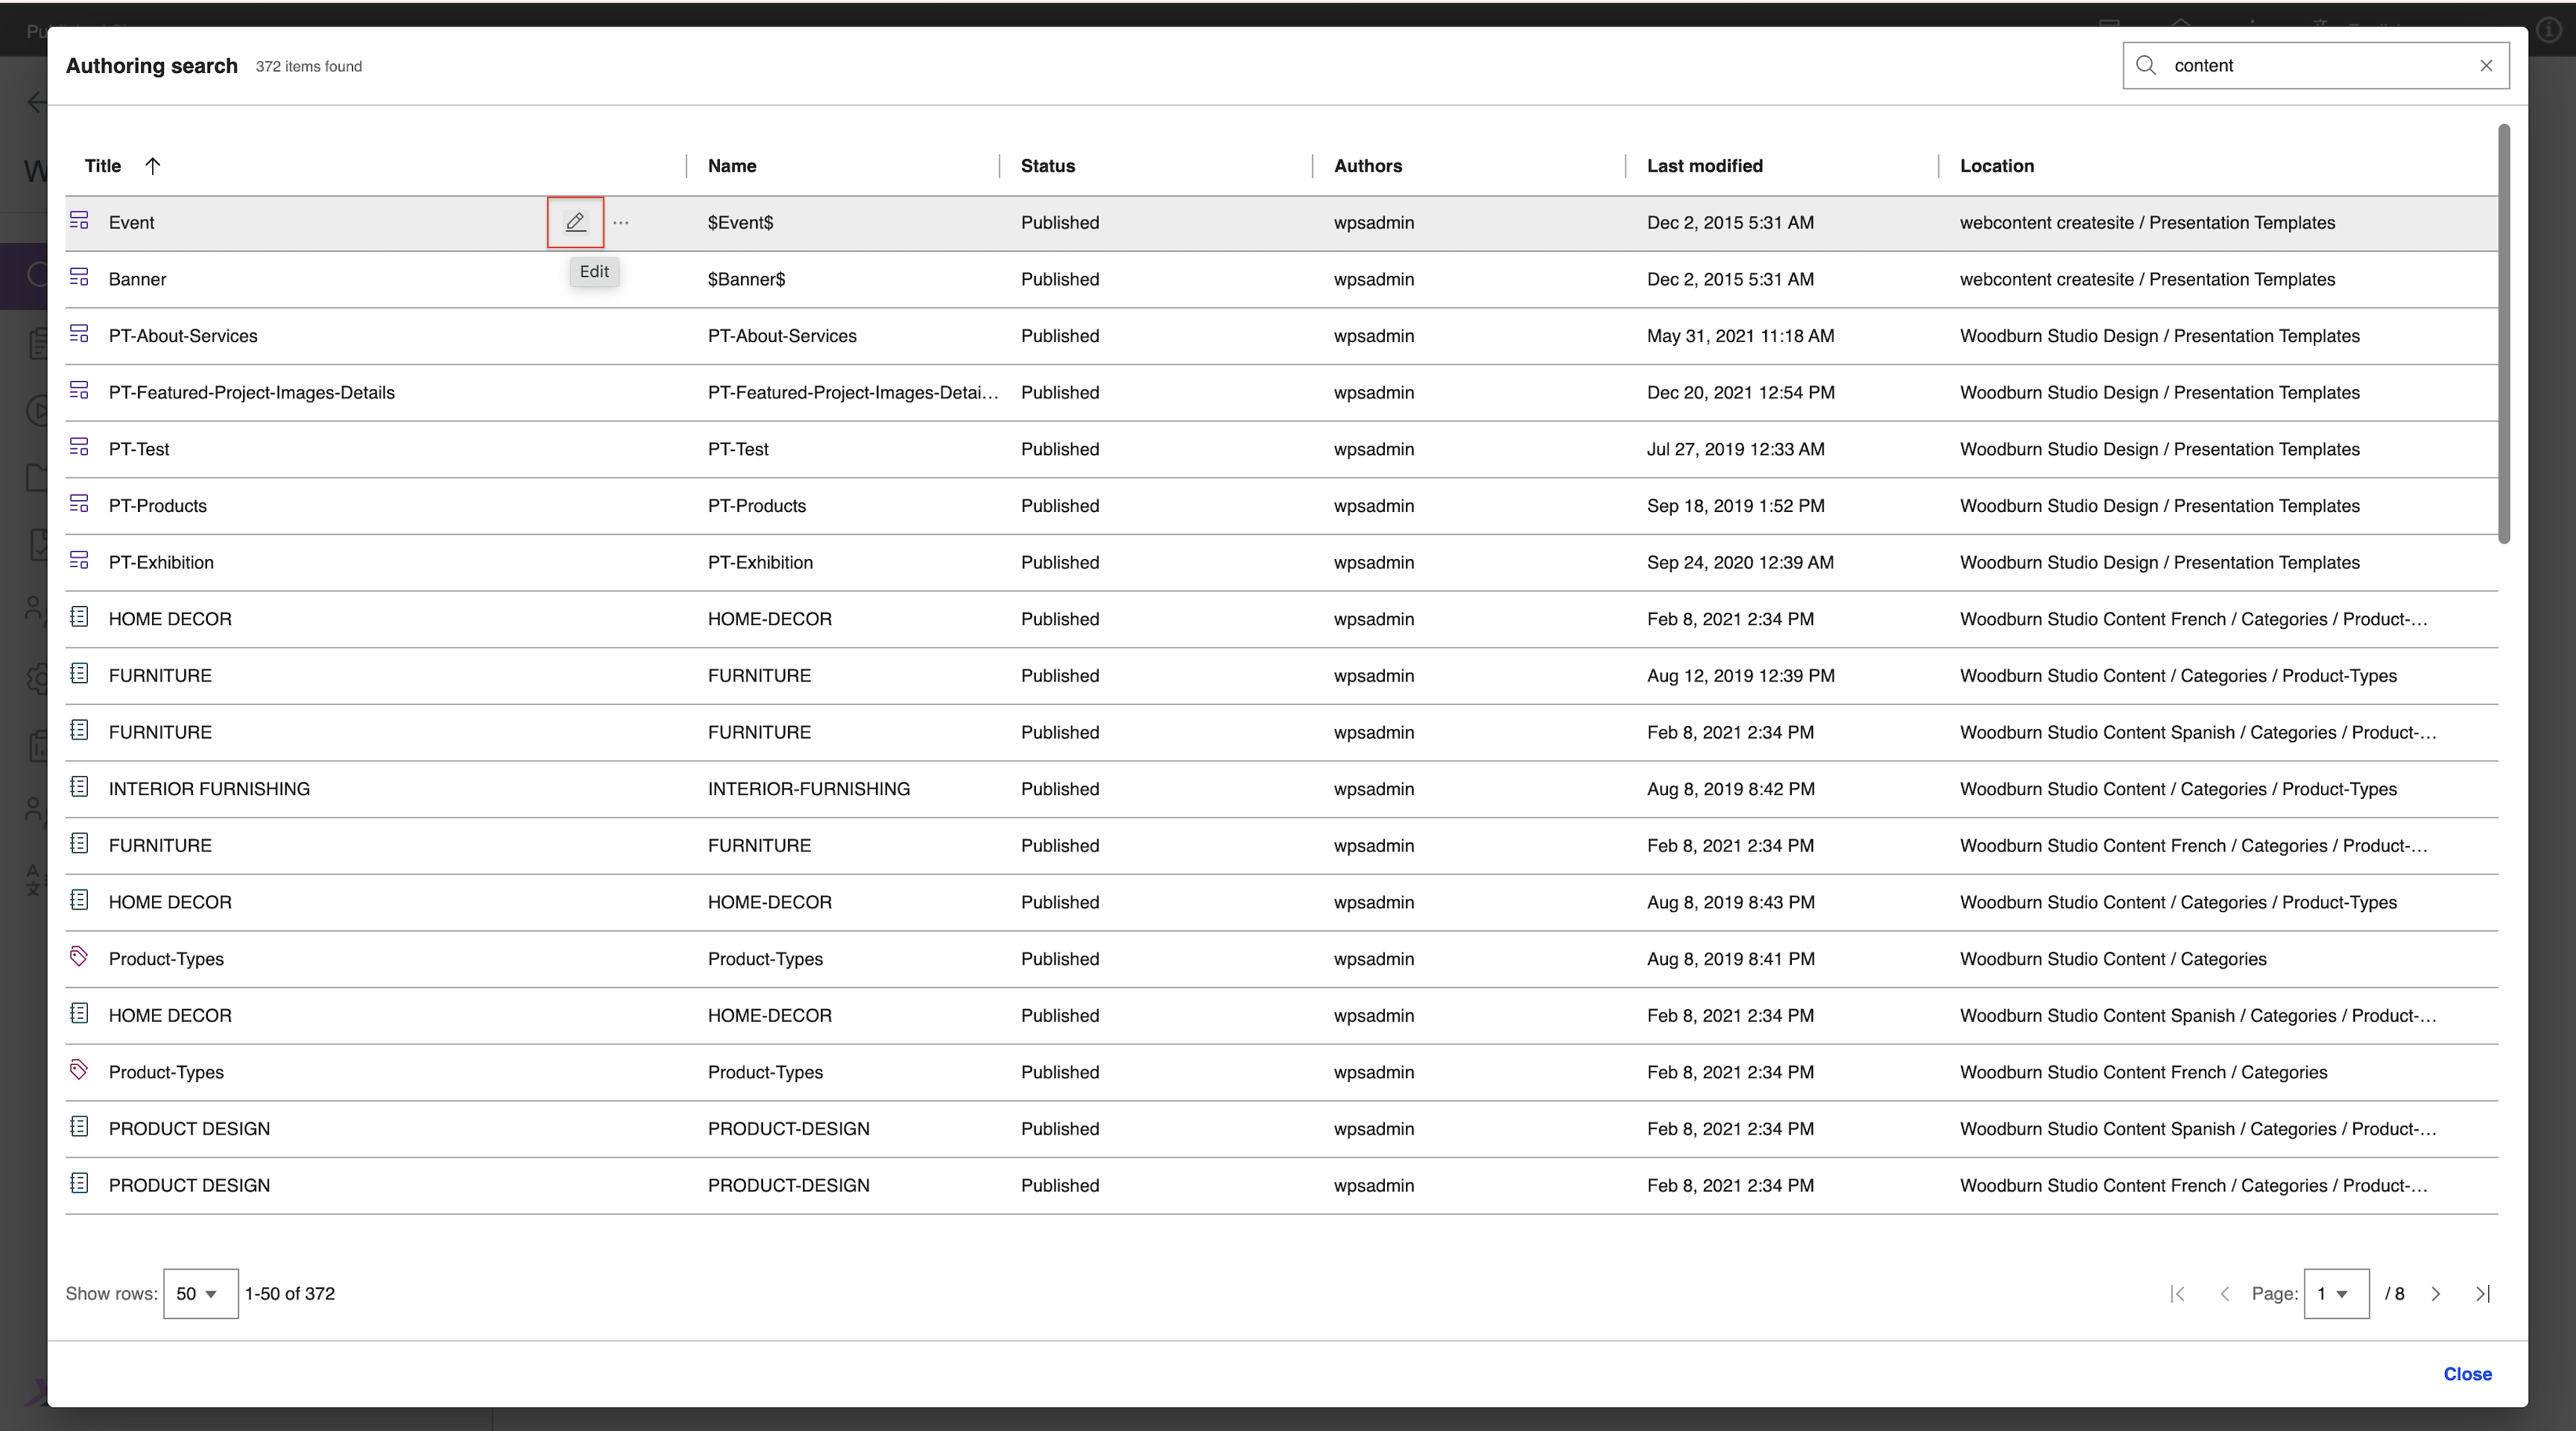 Authoring search 372 items found
content
Title Name Status Authors Last modified Location
Event $Event$ Published wpsadmin Dec 2, 2015 5:31 AM webcontent createsite / Presentation Templates
Edit
Banner $Banner$ Published wpsadmin Dec 2, 2015 5:31 AM webcontent createsite / Presentation Templates
PT-About-Services PT-About-Services Published wpsadmin May 31, 2021 11:18 AM Woodburn Studio Design / Presentation Templates
PT-Featured-Project-Images-Details PT-Featured-Project-Images-Detai... Published wpsadmin Dec 20, 2021 12:54 PM Woodburn Studio Design / Presentation Templates
PT-Test PT-Test Published wpsadmin Jul 27, 2019 12:33 AM Woodburn Studio Design / Presentation Templates
PT-Products PT-Products Published wpsadmin Sep 18, 2019 1:52 PM Woodburn Studio Design / Presentation Templates
PT-Exhibition PT-Exhibition Published wpsadmin Sep 24, 2020 12:39 AM Woodburn Studio Design / Presentation Templates
HOME DECOR HOME-DECOR Published wpsadmin Feb 8, 2021 2:34 PM Woodburn Studio Content French / Categories / Product-...
FURNITURE FURNITURE Published wpsadmin Aug 12, 2019 12:39 PM Woodburn Studio Content / Categories / Product-Types
FURNITURE FURNITURE Published wpsadmin Feb 8, 2021 2:34 PM Woodburn Studio Content Spanish / Categories / Product-...
INTERIOR FURNISHING INTERIOR-FURNISHING Published wpsadmin Aug 8, 2019 8:42 PM Woodburn Studio Content / Categories / Product-Types
FURNITURE FURNITURE Published wpsadmin Feb 8, 2021 2:34 PM Woodburn Studio Content French / Categories / Product-...
HOME DECOR HOME-DECOR Published wpsadmin Aug 8, 2019 8:43 PM Woodburn Studio Content / Categories / Product-Types
Product-Types Product-Types Published wpsadmin Aug 8, 2019 8:41 PM Woodburn Studio Content / Categories
HOME DECOR HOME-DECOR Published wpsadmin Feb 8, 2021 2:34 PM Woodburn Studio Content Spanish / Categories / Product-...
Product-Types Product-Types Published wpsadmin Feb 8, 2021 2:34 PM Woodburn Studio Content French / Categories
PRODUCT DESIGN PRODUCT-DESIGN Published wpsadmin Feb 8, 2021 2:34 PM Woodburn Studio Content Spanish / Categories / Product-...
PRODUCT DESIGN PRODUCT-DESIGN Published wpsadmin Feb 8, 2021 2:34 PM Woodburn Studio Content French / Categories / Product-...
Show rows: 50 1-50 of 372 Page: 1 / 8
Close